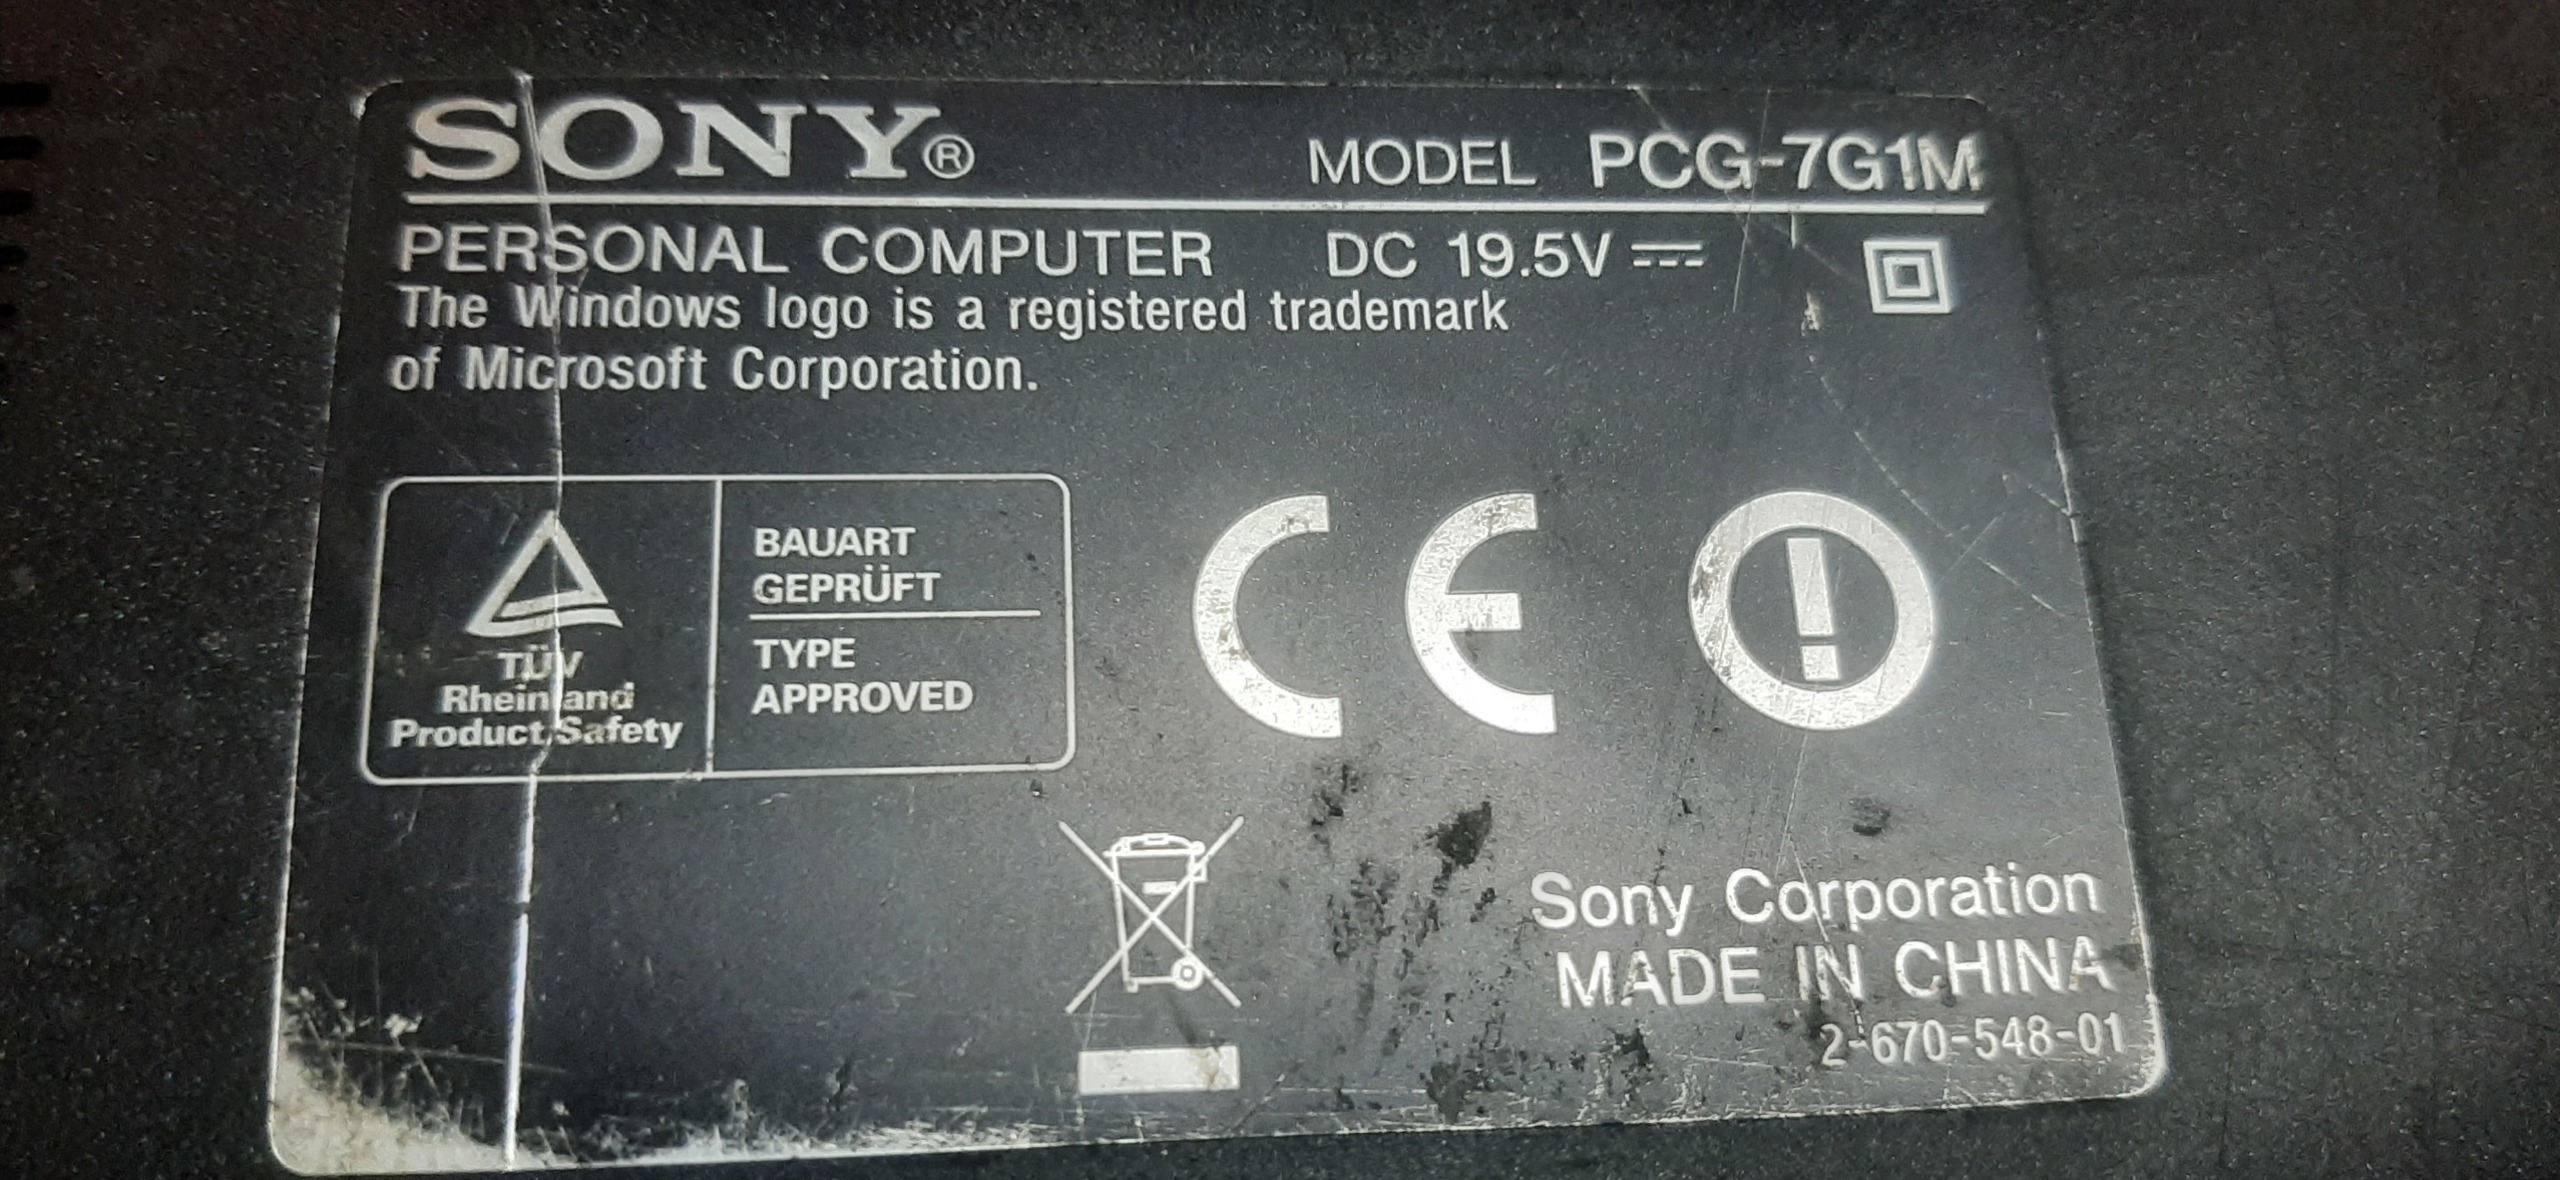 SONY®
MODEL PCG-7G1M
PERSONAL COMPUTER DC 19.5V
The Windows logo is a registered trademark
of Microsoft Corporation.
TÜV
Rheinland
Product Safety
BAUART
GEPRÜFT
TYPE
APPROVED
CE
Sony Corporation
MADE IN CHINA
2-670-548-01